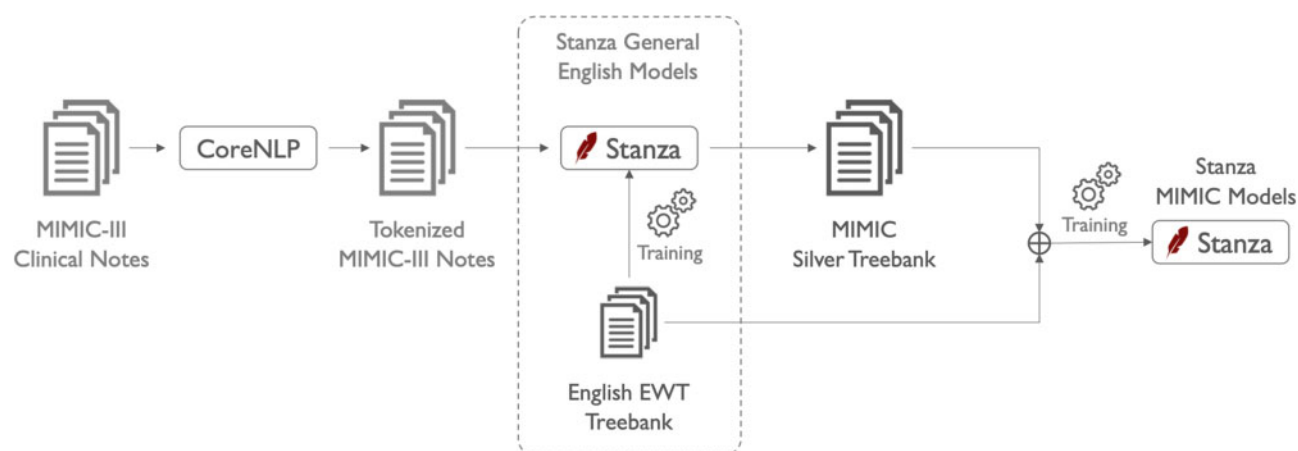 Stanza General
English Models
CoreNLP
Stanza
MIMIC-III
Clinical Notes
Tokenized
MIMIC-III Notes
Training
MIMIC
Silver Treebank
Stanza
MIMIC Models
Training
Stanza
English EWT
Treebank